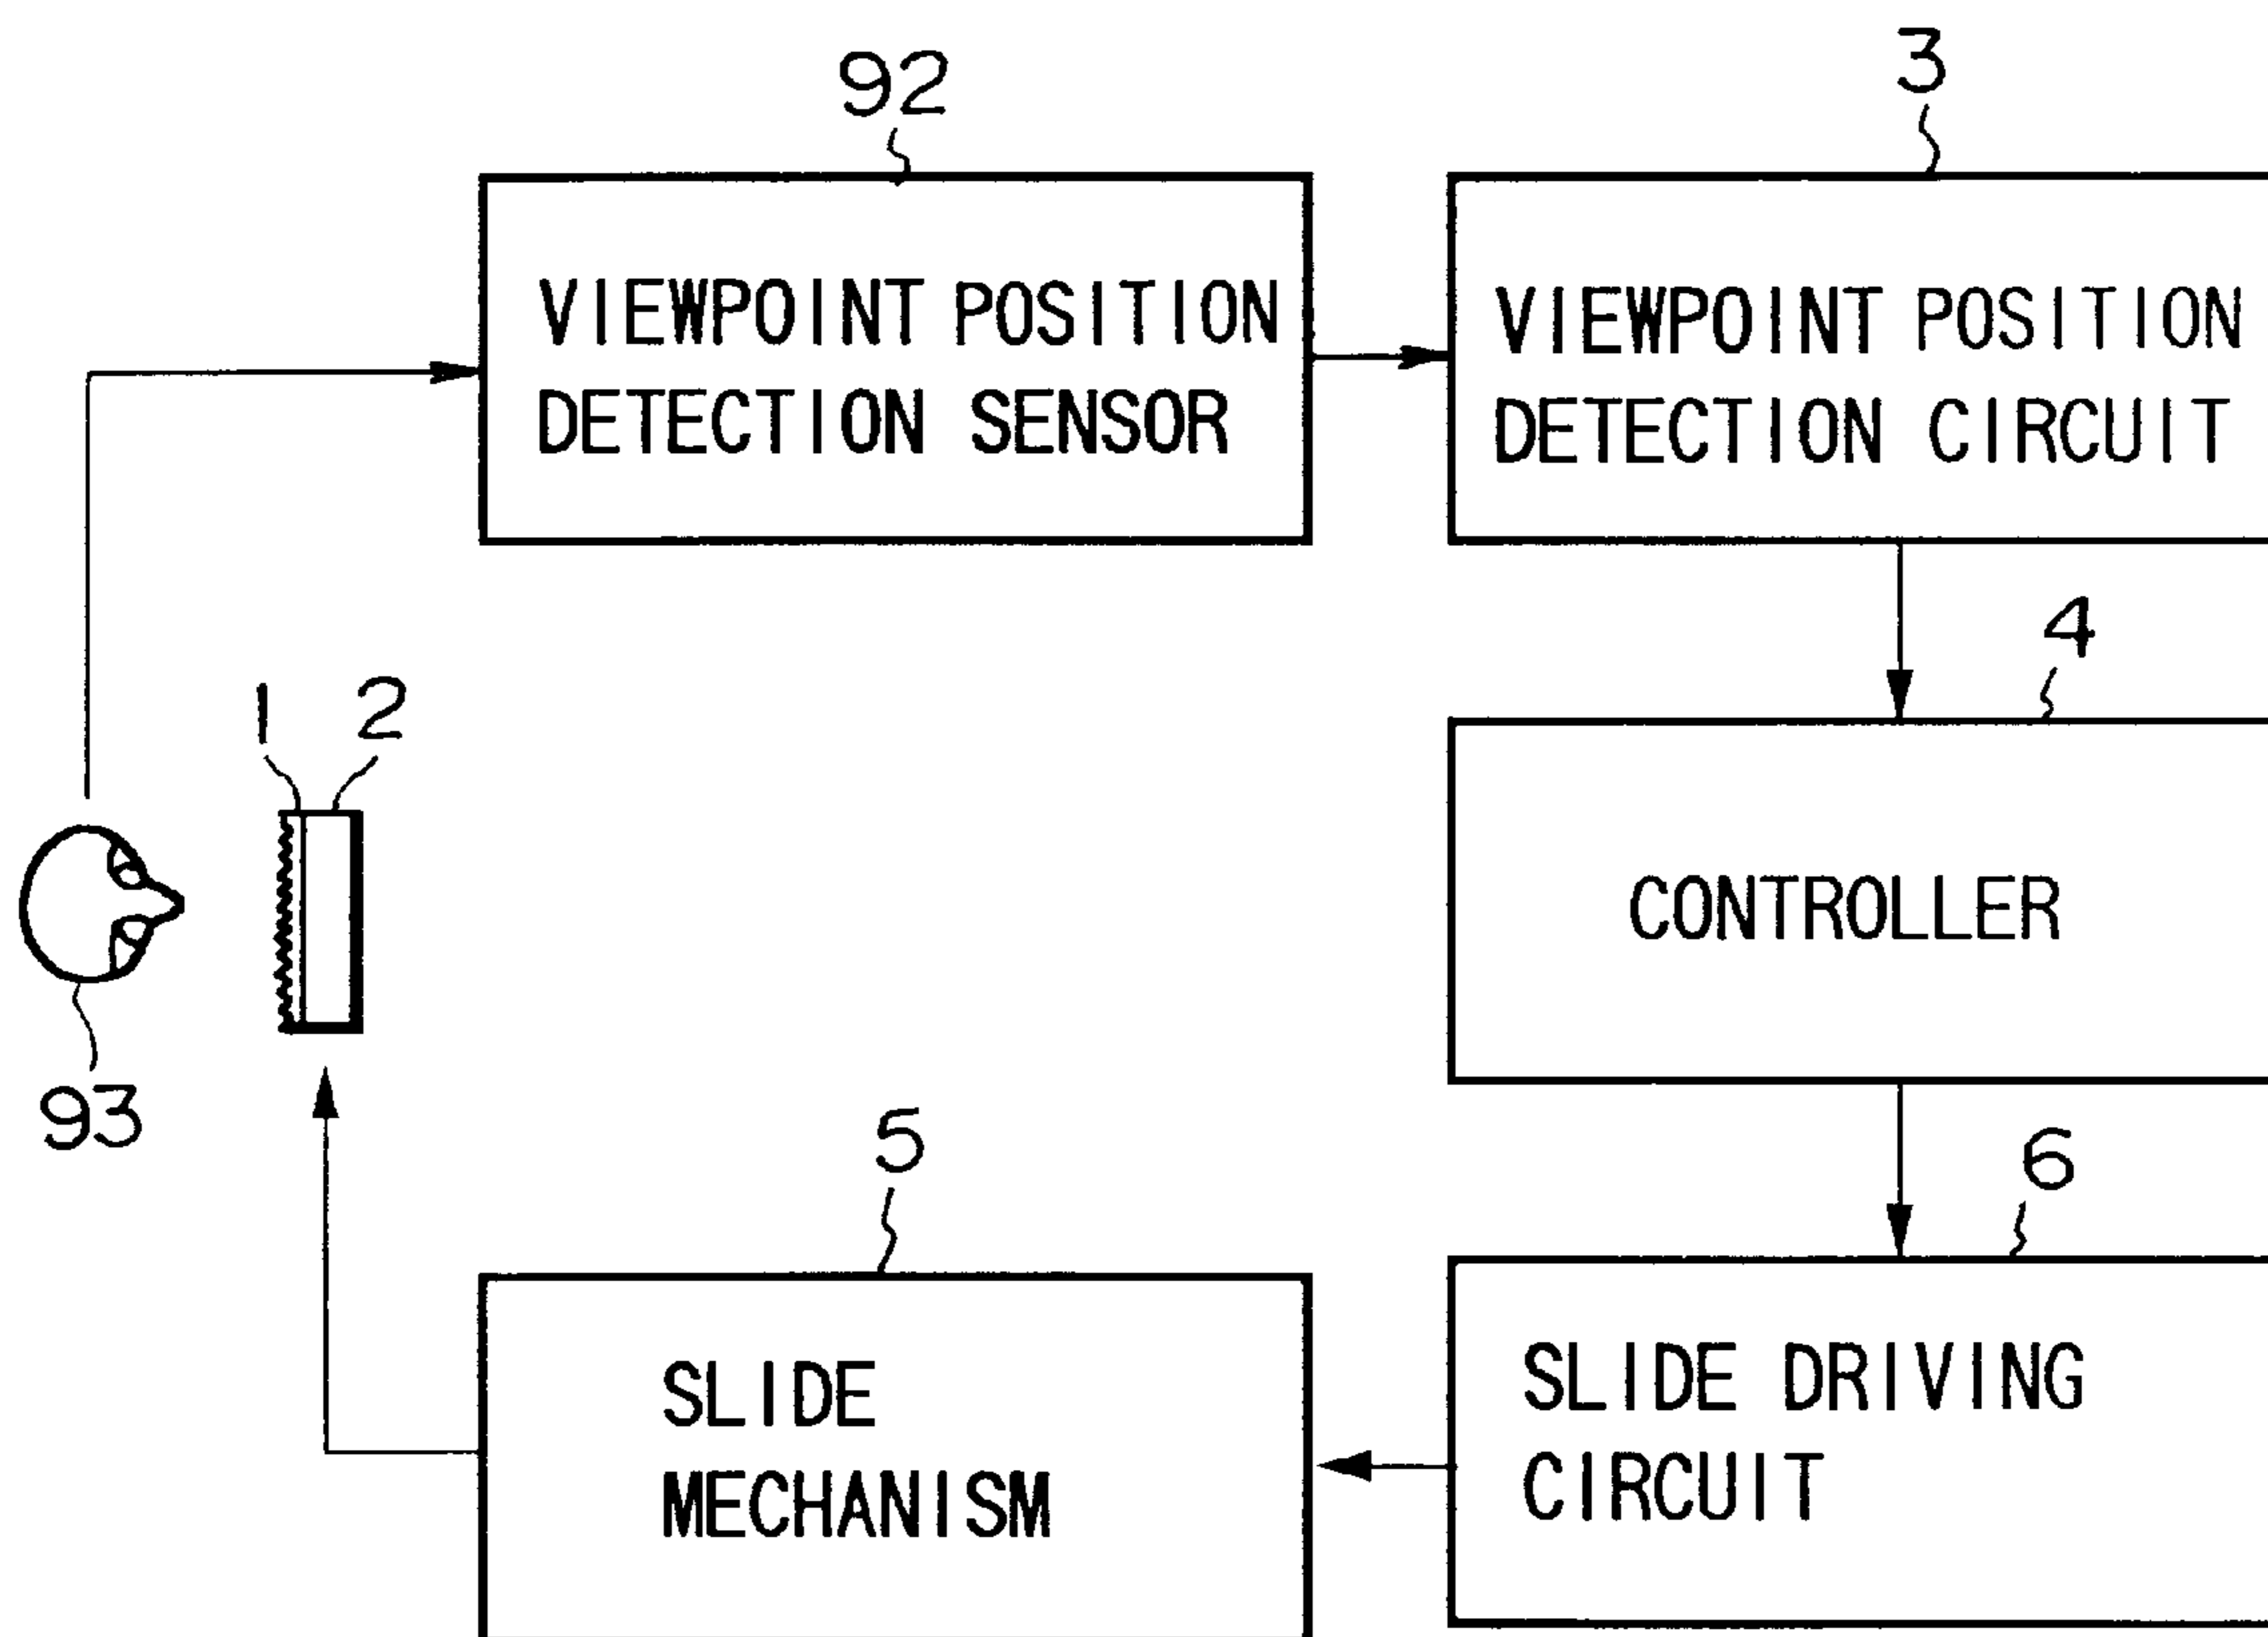 92
3
VIEWPOINT POSITION
DETECTION SENSOR
VIEWPOINT POSITION
DETECTION CIRCUIT
4
1 2
CONTROLLER
93
5
6
SLIDE
MECHANISM
SLIDE DRIVING
CIRCUIT